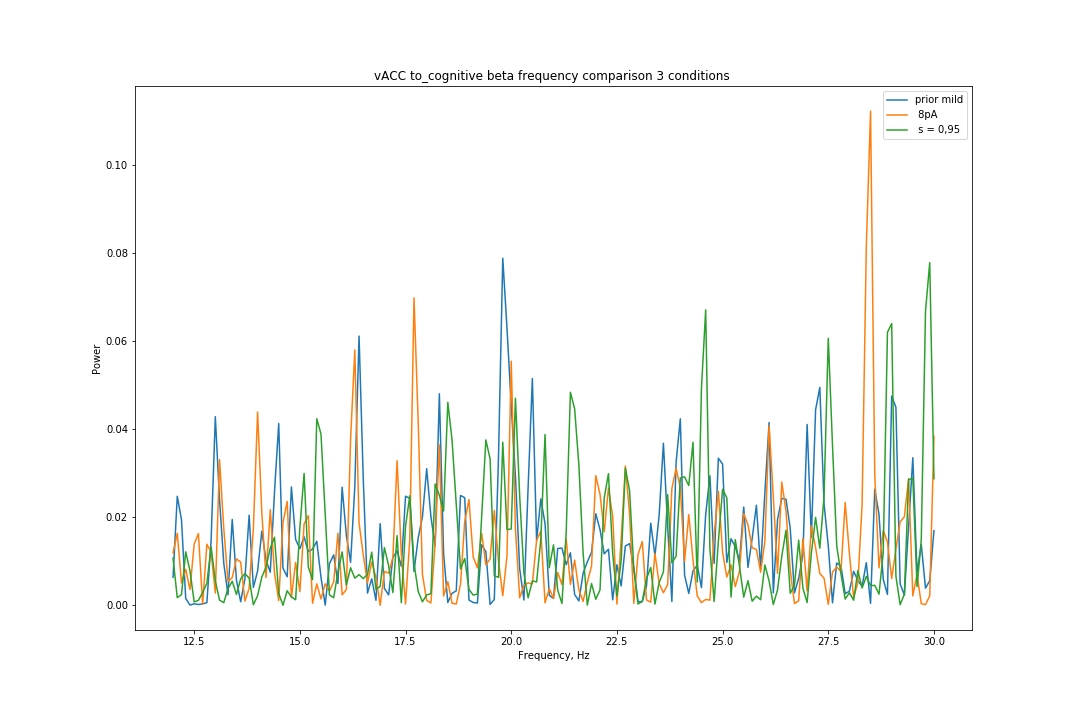 vACC to_cognitive beta frequency comparison 3 conditions
prior mild
8pA
s = 0,95
Power
0.10
0.08
0.06
0.04
0.02
0.00
12.5 15.0 17.5 20.0 22.5 25.0 27.5 30.0
Frequency, Hz